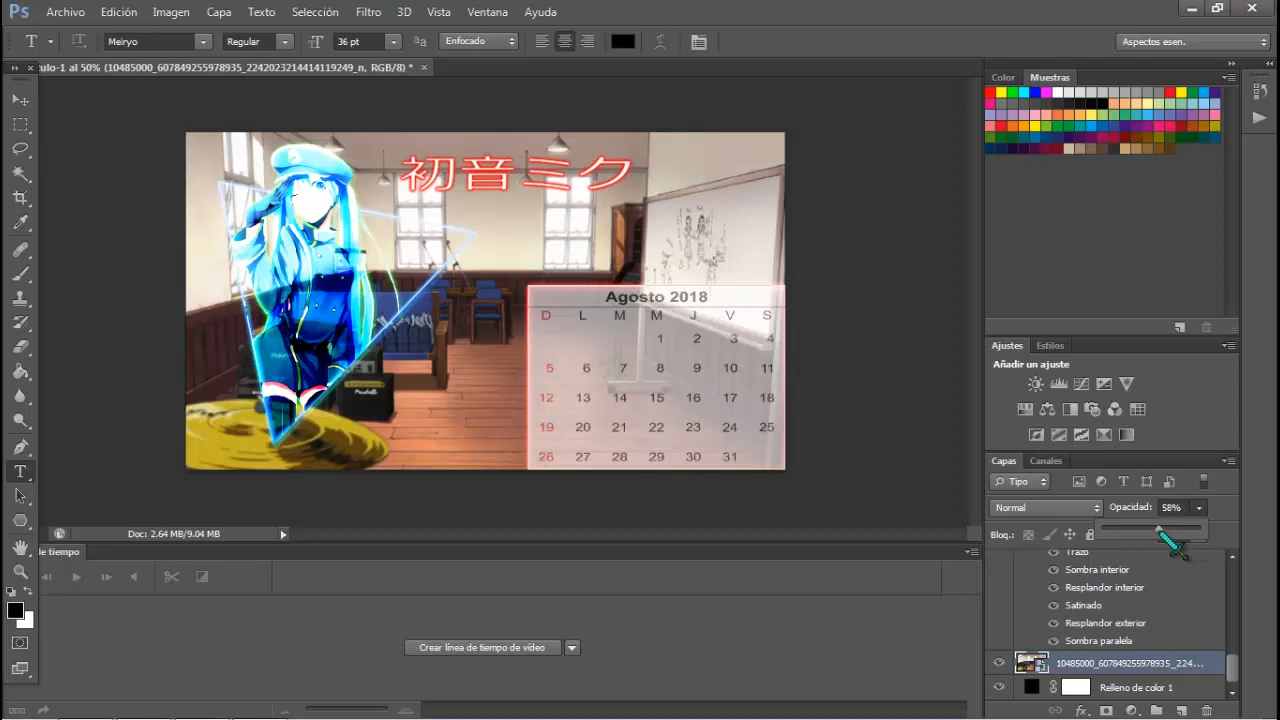 Ps Archivo Edición Imagen Capa Texto Selección Filtro 3D Vista Ventana Ayuda
T Meiryo Regular 36 pt aa Enfocado Aspectos esen.
tulo-1 al 50% (10485000_607849255978935_2242023214414119249_n, RGB/8) * ×
Color Muestras
初音ミク
Agosto 2018
D L M M J V S
1 2 3 4
5 6 7 8 9 10 11
12 13 14 15 16 17 18
19 20 21 22 23 24 25
26 27 28 29 30 31
Ajustes Estilos
Añadir un ajuste
Capas Canales
Tipo
Normal Opacidad: 58%
Bloq.:
Trazo
Sombra interior
Resplandor interior
Satinado
Resplandor exterior
Sombra paralela
10485000_607849255978935_224...
Relleno de color 1
Doc: 2.64 MB/9.04 MB
de tiempo
Crear línea de tiempo de vídeo
fx